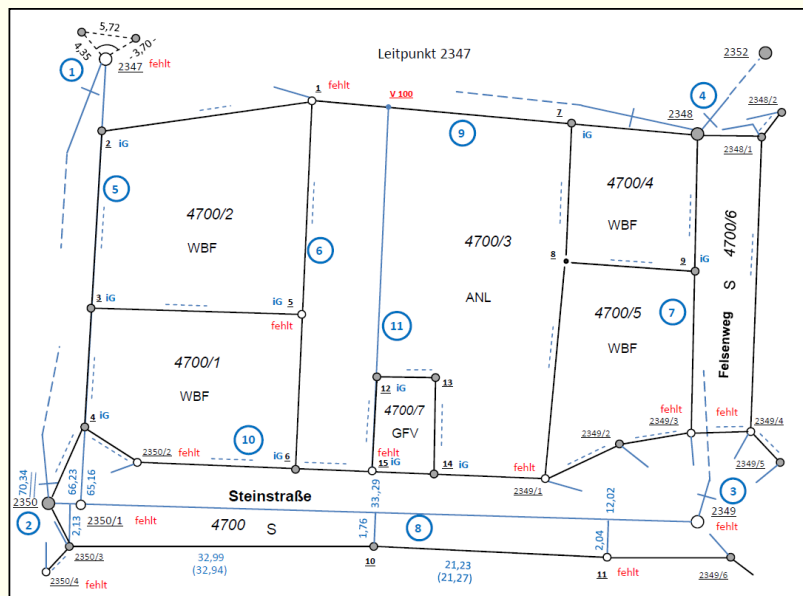 5,72
4,35
-3,70-
2347 fehlt
Leitpunkt 2347
2352
1
1
fehlt
V 100
4
2348/2
7
2348
9
iG
2348/1
2 iG
5
4700/2
WBF
6
4700/3
ANL
4700/4
WBF
4700/6
8
9
iG
3 iG
iG 5
fehlt
11
4700/5
WBF
7
Felsenweg S
4700/1
WBF
12 iG
13
4700/7
GFV
4 iG
10
2349/3
fehlt
fehlt
2349/4
2349/2
2350/2 fehlt
iG 6
fehlt
15
iG
14 iG
fehlt
2349/1
2349/5
70,34
66,23
65,16
Steinstraße
33,29
12,02
3
2350
2350/1 fehlt
2349
fehlt
2
2,13
4700 S
1,76
8
2,04
2350/3
32,99
(32,94)
10
21,23
(21,27)
11 fehlt
2349/6
2350/4
fehlt